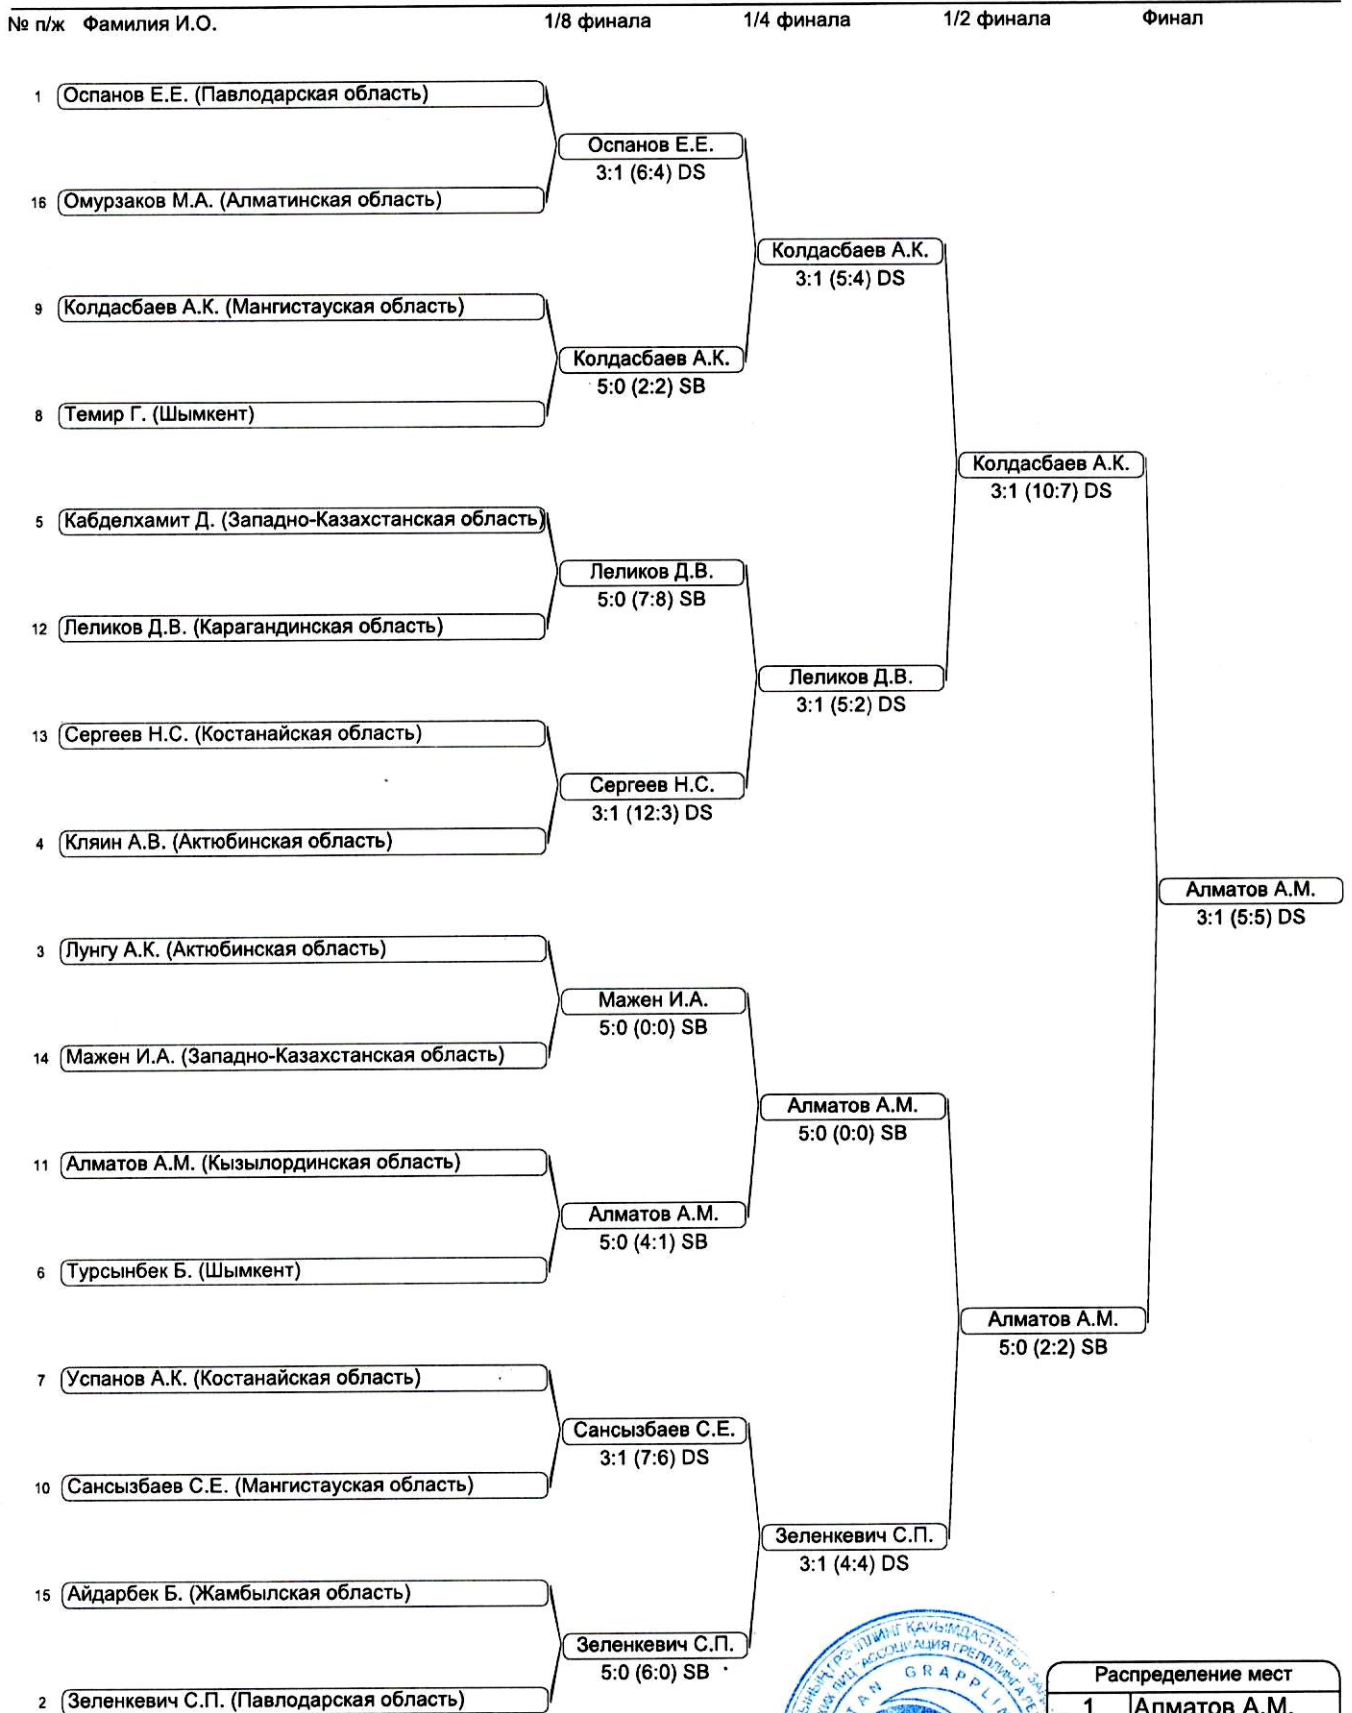 № п/ж Фамилия И.О. 1/8 финала 1/4 финала 1/2 финала Финал
1 Оспанов Е.Е. (Павлодарская область)
Оспанов Е.Е.
3:1 (6:4) DS
16 Омурзаков М.А. (Алматинская область)
Колдасбаев А.К.
3:1 (5:4) DS
9 Колдасбаев А.К. (Мангистауская область)
Колдасбаев А.К.
5:0 (2:2) SB
8 Темир Г. (Шымкент)
Колдасбаев А.К.
3:1 (10:7) DS
5 Кабделхамит Д. (Западно-Казахстанская область)
Леликов Д.В.
5:0 (7:8) SB
12 Леликов Д.В. (Карагандинская область)
Леликов Д.В.
3:1 (5:2) DS
13 Сергеев Н.С. (Костанайская область)
Сергеев Н.С.
3:1 (12:3) DS
4 Кляин А.В. (Актюбинская область)
Алматов А.М.
3:1 (5:5) DS
3 Лунгу А.К. (Актюбинская область)
Мажен И.А.
5:0 (0:0) SB
14 Мажен И.А. (Западно-Казахстанская область)
Алматов А.М.
5:0 (0:0) SB
11 Алматов А.М. (Кызылординская область)
Алматов А.М.
5:0 (4:1) SB
6 Турсынбек Б. (Шымкент)
Алматов А.М.
5:0 (2:2) SB
7 Успанов А.К. (Костанайская область)
Сансызбаев С.Е.
3:1 (7:6) DS
10 Сансызбаев С.Е. (Мангистауская область)
Зеленкевич С.П.
3:1 (4:4) DS
15 Айдарбек Б. (Жамбылская область)
Зеленкевич С.П.
5:0 (6:0) SB
2 Зеленкевич С.П. (Павлодарская область)
Распределение мест
1 Алматов А.М.